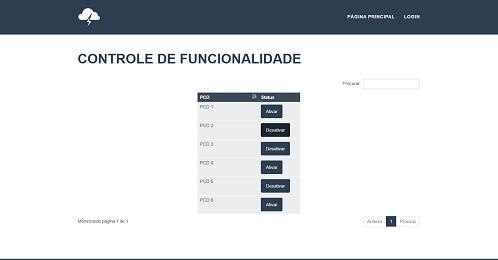 PÁGINA PRINCIPAL LOGIN
CONTROLE DE FUNCIONALIDADE
Procurar:
PCD Status
PCD 1 Ativar
PCD 2 Desativar
PCD 3 Desativar
PCD 4 Ativar
PCD 5 Desativar
PCD 6 Ativar
Monstrando página 1 de 1
Anterior 1 Próximo